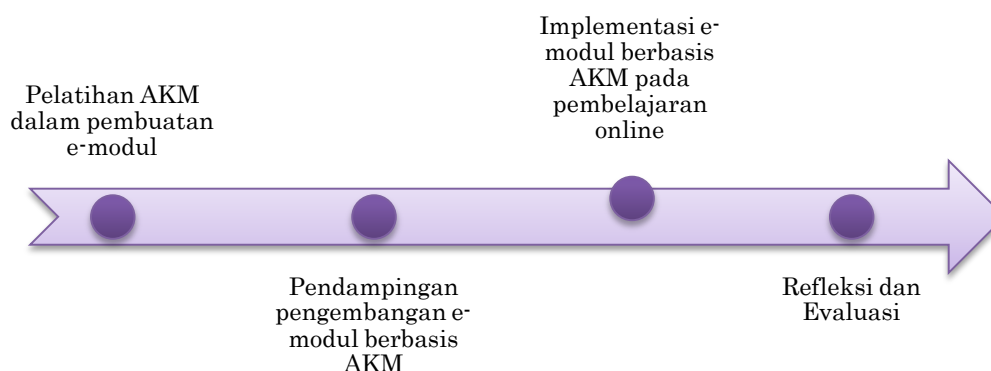 Pelatihan AKM
dalam pembuatan
e-modul
Pendampingan
pengembangan e-
modul berbasis
AKM
Implementasi e-
modul berbasis
AKM pada
pembelajaran
online
Refleksi dan
Evaluasi